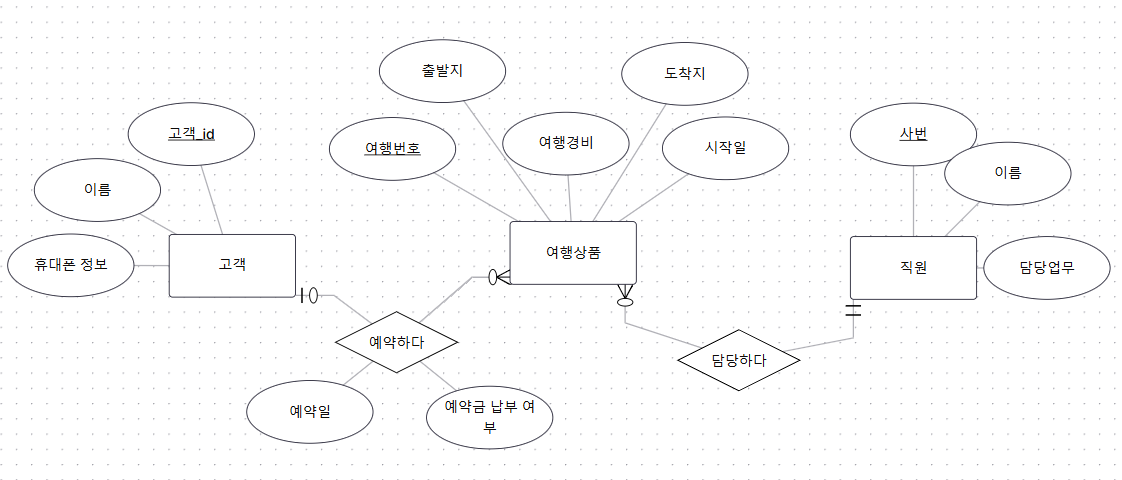 출발지
도착지
고객_id
여행번호
여행경비
시작일
사번
이름
이름
휴대폰 정보
고객
여행상품
직원
담당업무
예약하다
담당하다
예약일
예약금 납부 여
부